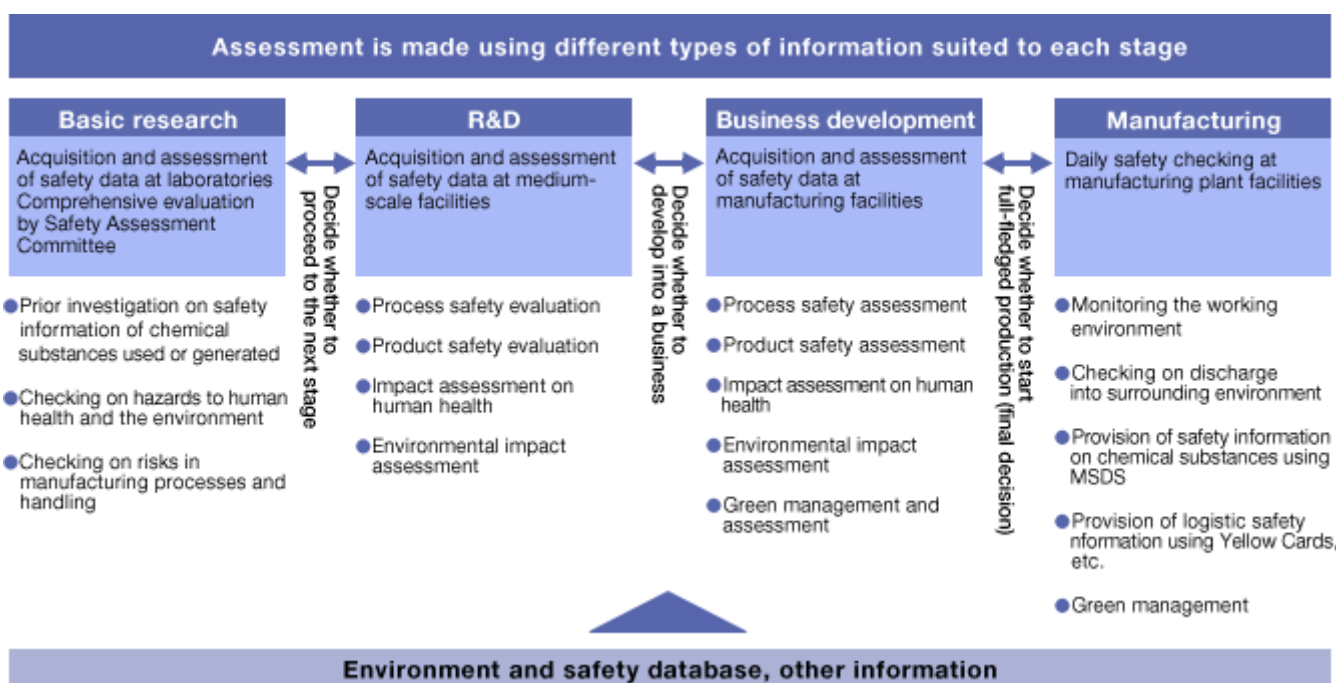 Assessment is made using different types of information suited to each stage
Basic research
Acquisition and assessment
of safety data at laboratories
Comprehensive evaluation
by Safety Assessment
Committee
●Prior investigation on safety
information of chemical
substances used or generated
●Checking on hazards to human
health and the environment
●Checking on risks in
manufacturing processes and
handling
Decide whether to
proceed to the next stage
R&D
Acquisition and assessment
of safety data at medium-
scale facilities
●Process safety evaluation
●Product safety evaluation
●Impact assessment on
human health
●Environmental impact
assessment
Decide whether to
develop into a business
Business development
Acquisition and assessment
of safety data at
manufacturing facilities
●Process safety assessment
●Product safety assessment
●Impact assessment on human
health
●Environmental impact
assessment
●Green management and
assessment
Decide whether to start
full-fledged production (final decision)
Manufacturing
Daily safety checking at
manufacturing plant facilities
●Monitoring the working
environment
●Checking on discharge
into surrounding environment
●Provision of safety information
on chemical substances using
MSDS
●Provision of logistic safety
nformation using Yellow Cards,
etc.
●Green management
Environment and safety database, other information